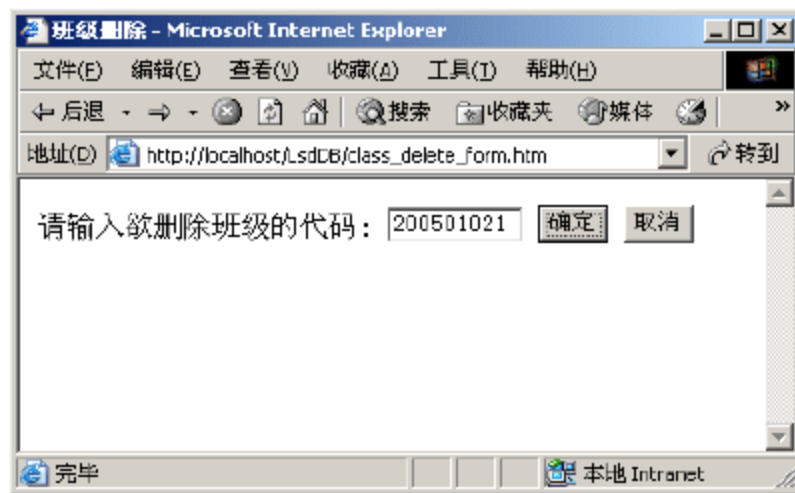 班级删除 - Microsoft Internet Explorer
文件(F) 编辑(E) 查看(V) 收藏(A) 工具(T) 帮助(H)
后退 搜索 收藏夹 媒体 »
地址(D) http://localhost/LsdDB/class_delete_form.htm 转到
请输入欲删除班级的代码: 200501021 确定 取消
完毕 本地 Intranet